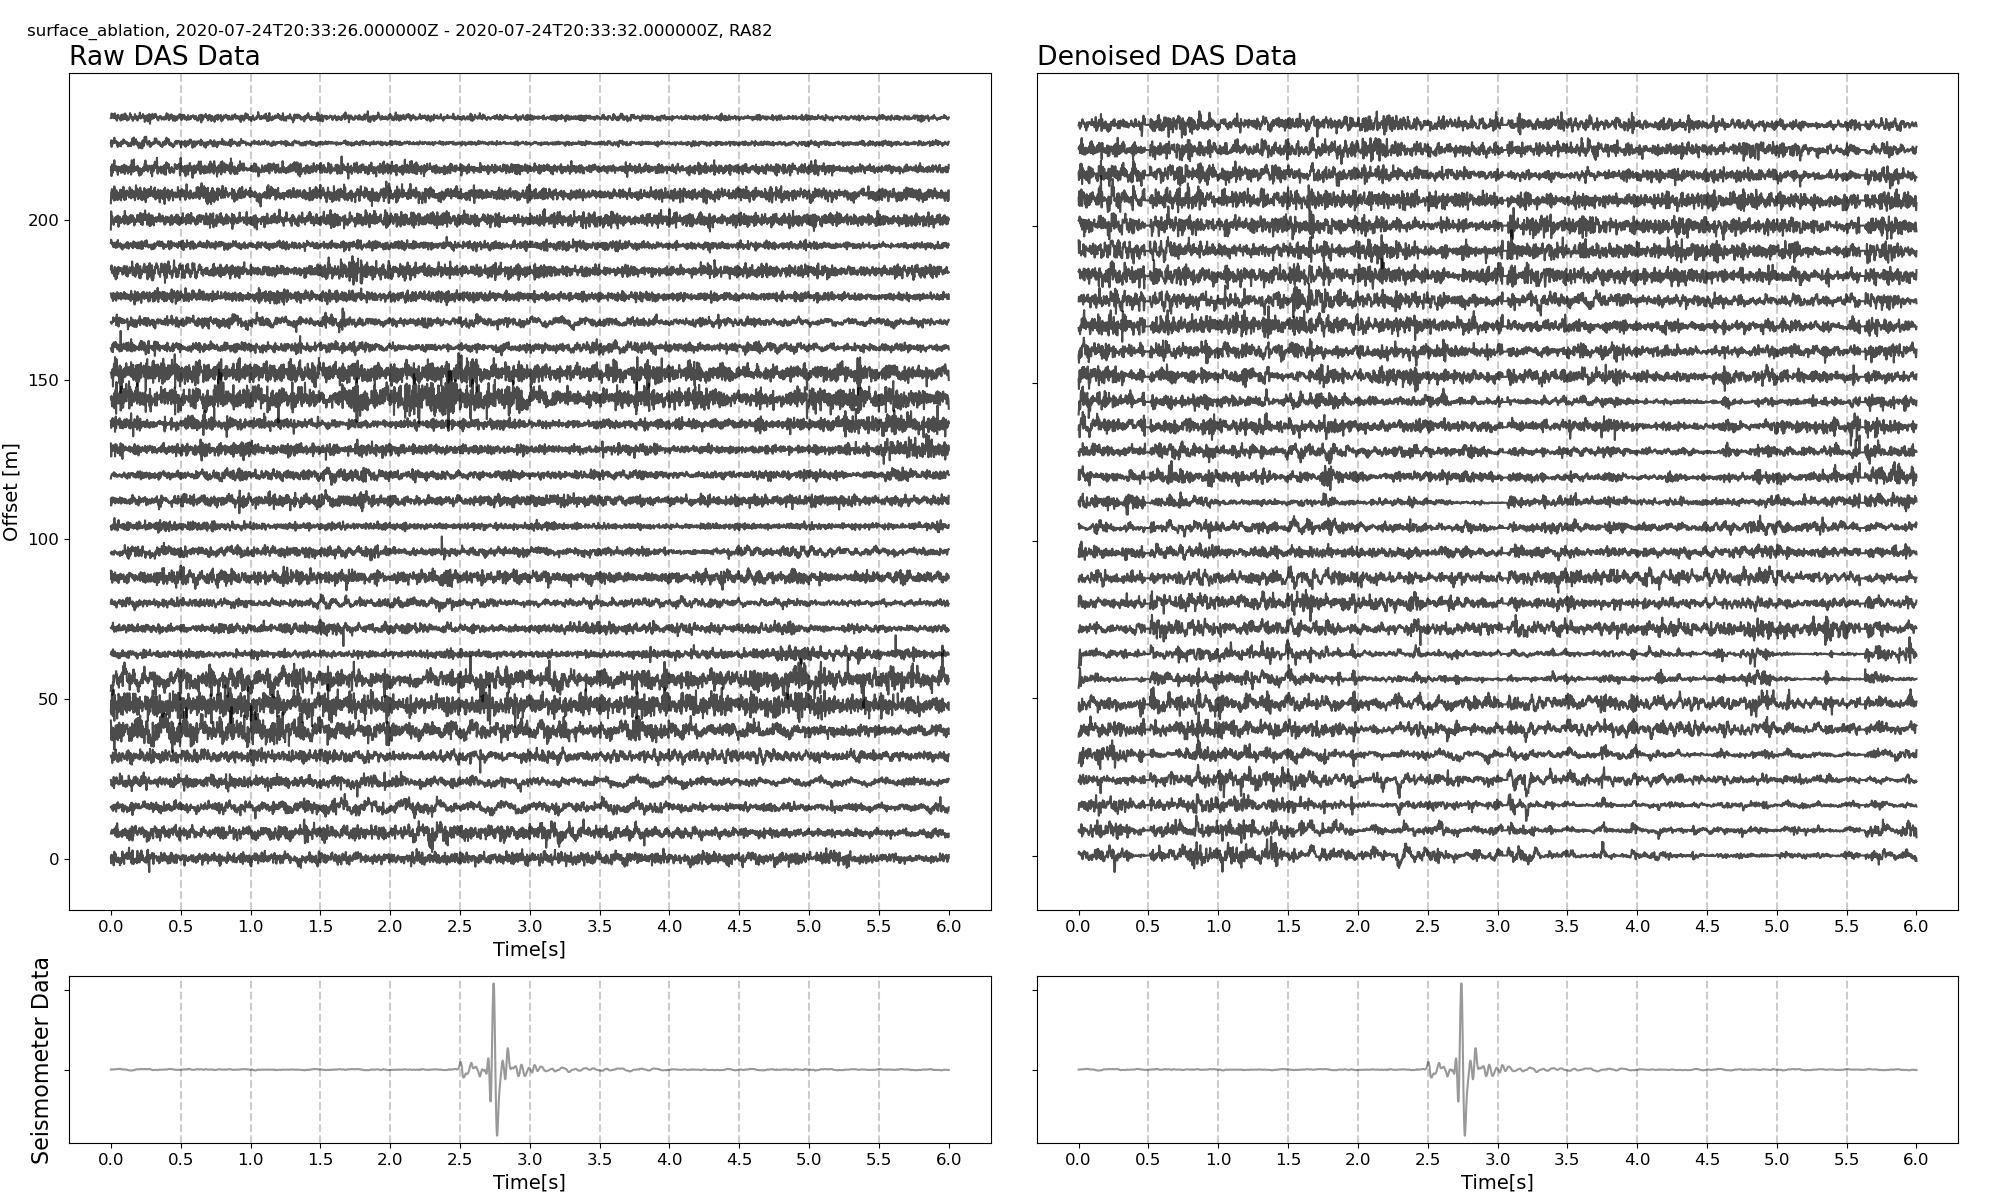 surface_ablation, 2020-07-24T20:33:26.000000Z - 2020-07-24T20:33:32.000000Z, RA82
Raw DAS Data
Denoised DAS Data
Offset [m]
200
150
100
50
0
0.0 0.5 1.0 1.5 2.0 2.5 3.0 3.5 4.0 4.5 5.0 5.5 6.0
Time[s]
0.0 0.5 1.0 1.5 2.0 2.5 3.0 3.5 4.0 4.5 5.0 5.5 6.0
Seismometer Data
0.0 0.5 1.0 1.5 2.0 2.5 3.0 3.5 4.0 4.5 5.0 5.5 6.0
Time[s]
0.0 0.5 1.0 1.5 2.0 2.5 3.0 3.5 4.0 4.5 5.0 5.5 6.0
Time[s]